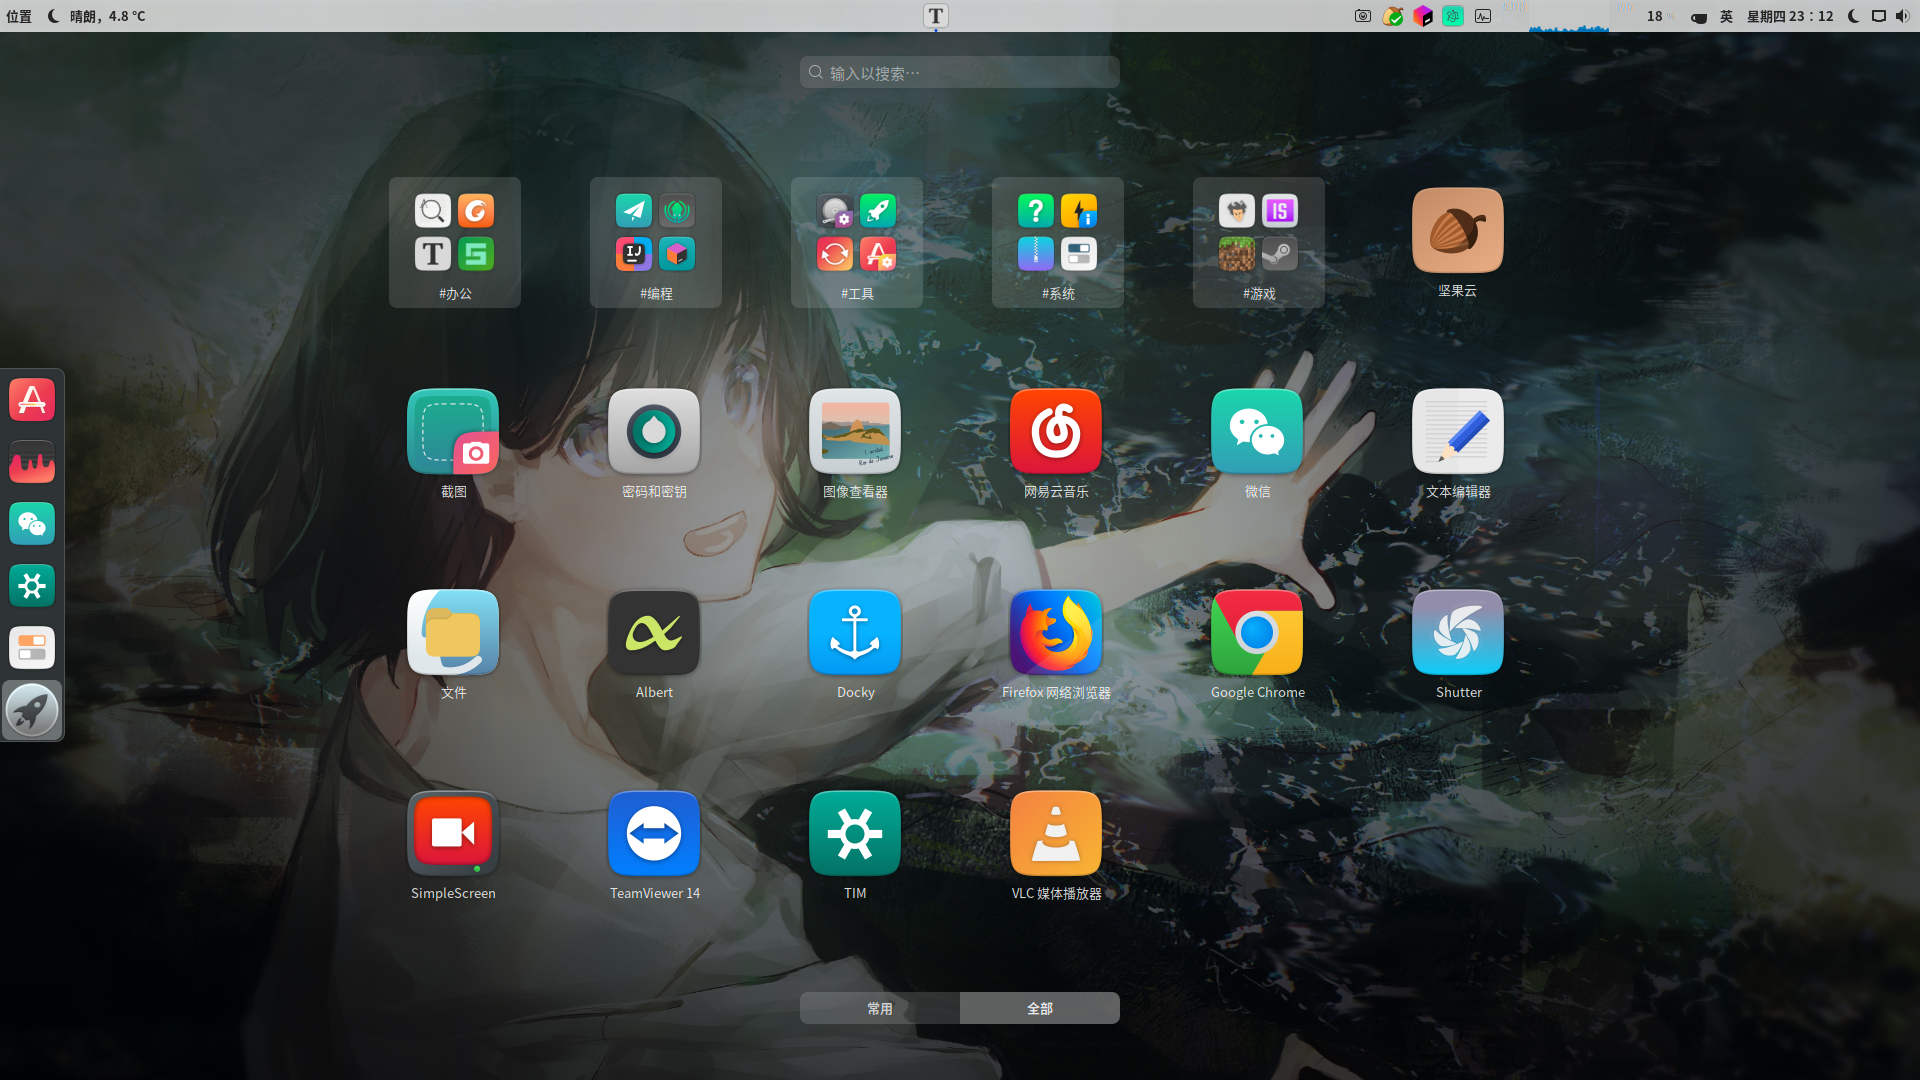 位置
晴朗，4.8 ℃
T
18 %
英
星期四 23：12
输入以搜索…
T
IJ
?
IS
#办公
#编程
#工具
#系统
#游戏
坚果云
截图
密码和密钥
图像查看器
网易云音乐
微信
文本编辑器
文件
Albert
Docky
Firefox 网络浏览器
Google Chrome
Shutter
SimpleScreen
TeamViewer 14
TIM
VLC 媒体播放器
常用
全部